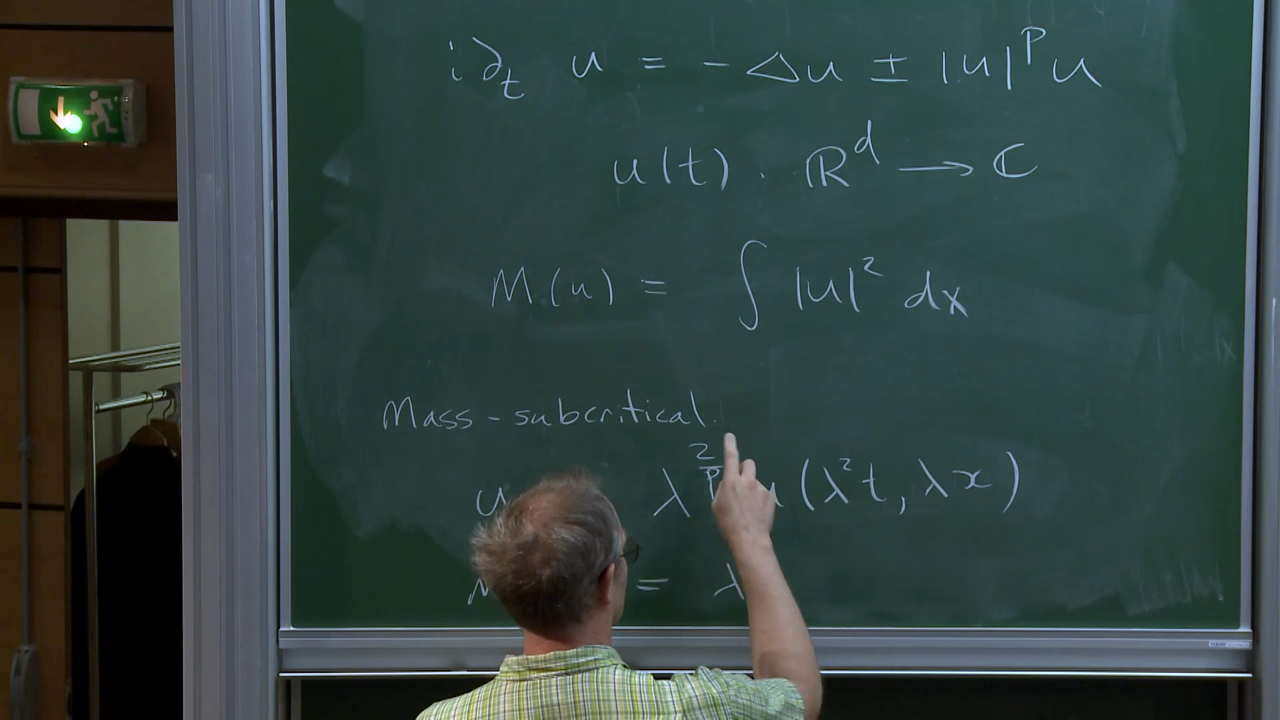 i∂_t u = -Δu ± |u|^p u
u(t) : ℝ^d → ℂ
M(u) = ∫ |u|² dx
Mass-subcritical.
u = λ^{2/p} u(λ²t, λx)
M = λ